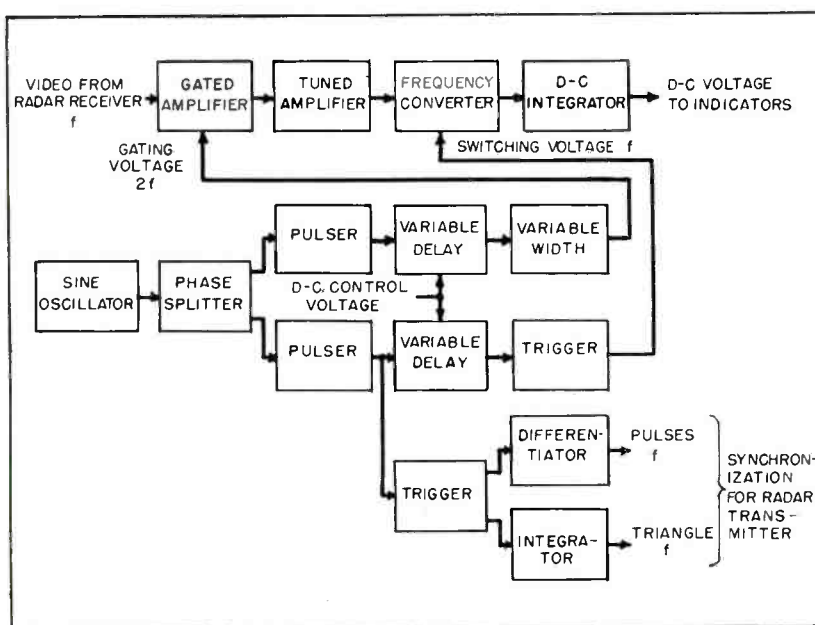 VIDEO FROM
RADAR RECEIVER
f
GATED
AMPLIFIER
TUNED
AMPLIFIER
FREQUENCY
CONVERTER
D-C
INTEGRATOR
D-C VOLTAGE
TO INDICATORS
GATING
VOLTAGE
2f
SWITCHING VOLTAGE f
SINE
OSCILLATOR
PHASE
SPLITTER
PULSER
VARIABLE
DELAY
VARIABLE
WIDTH
D-C. CONTROL
VOLTAGE
PULSER
VARIABLE
DELAY
TRIGGER
TRIGGER
DIFFEREN-
TIATOR
PULSES
f
INTEGRA-
TOR
TRIANGLE
f
SYNCHRON-
IZATION
FOR RADAR
TRANS-
MITTER